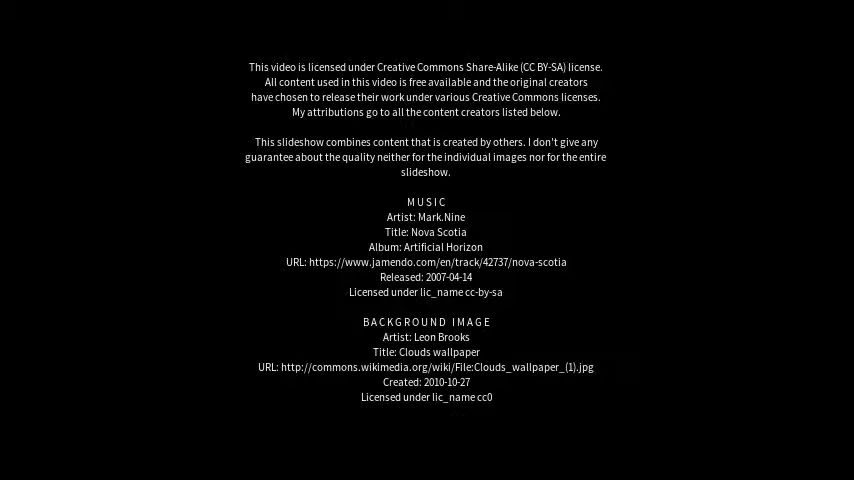 This video is licensed under Creative Commons Share-Alike (CC BY-SA) license.
All content used in this video is free available and the original creators
have chosen to release their work under various Creative Commons licenses.
My attributions go to all the content creators listed below.
This slideshow combines content that is created by others. I don't give any
guarantee about the quality neither for the individual images nor for the entire
slideshow.
MUSIC
Artist: Mark.Nine
Title: Nova Scotia
Album: Artificial Horizon
URL: https://www.jamendo.com/en/track/42737/nova-scotia
Released: 2007-04-14
Licensed under lic_name cc-by-sa
BACKGROUND IMAGE
Artist: Leon Brooks
Title: Clouds wallpaper
URL: http://commons.wikimedia.org/wiki/File:Clouds_wallpaper_(1).jpg
Created: 2010-10-27
Licensed under lic_name cc0